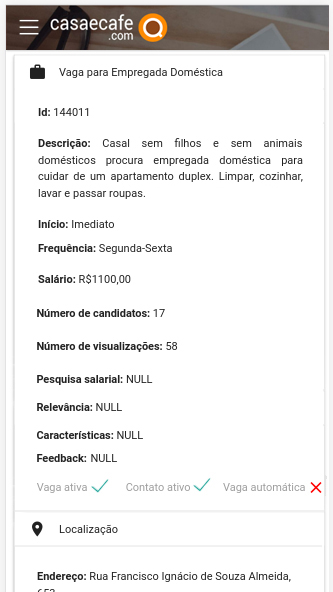 casaecafe
.com
Vaga para Empregada Doméstica
Id: 144011
Descrição: Casal sem filhos e sem animais
domésticos procura empregada doméstica para
cuidar de um apartamento duplex. Limpar, cozinhar,
lavar e passar roupas.
Início: Imediato
Frequência: Segunda-Sexta
Salário: R$1100,00
Número de candidatos: 17
Número de visualizações: 58
Pesquisa salarial: NULL
Relevância: NULL
Características: NULL
Feedback: NULL
Vaga ativa Contato ativo Vaga automática
Localização
Endereço: Rua Francisco Ignácio de Souza Almeida,